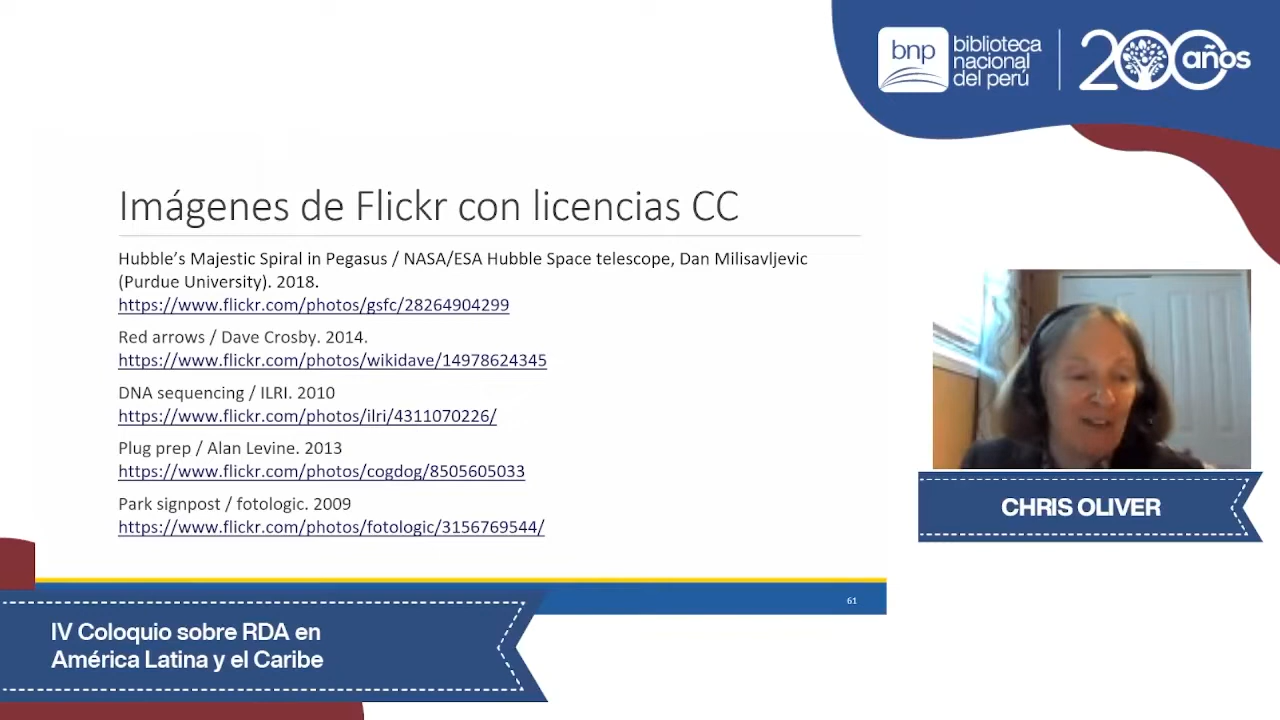 bnp
biblioteca
nacional
del perú
200 años
Imágenes de Flickr con licencias CC
Hubble's Majestic Spiral in Pegasus / NASA/ESA Hubble Space telescope, Dan Milisavljevic
(Purdue University). 2018.
https://www.flickr.com/photos/gsfc/28264904299
Red arrows / Dave Crosby. 2014.
https://www.flickr.com/photos/wikidave/14978624345
DNA sequencing / ILRI. 2010
https://www.flickr.com/photos/ilri/4311070226/
Plug prep / Alan Levine. 2013
https://www.flickr.com/photos/cogdog/8505605033
Park signpost / fotologic. 2009
https://www.flickr.com/photos/fotologic/3156769544/
61
CHRIS OLIVER
IV Coloquio sobre RDA en
América Latina y el Caribe